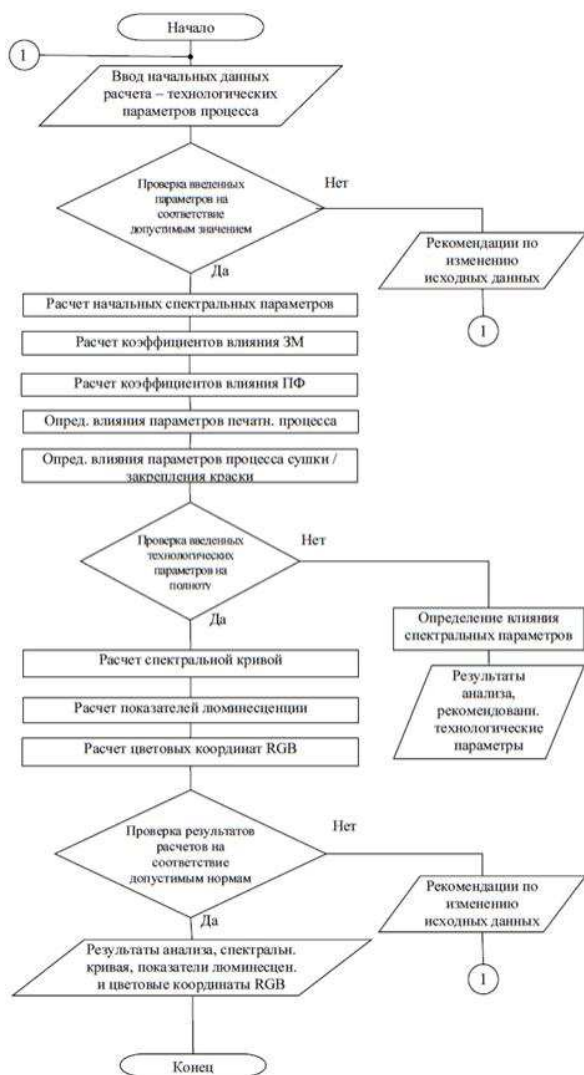 Начало
1
Ввод начальных данных
расчета – технологических
параметров процесса
Проверка введенных
параметров на
соответствие
допустимым значением
Нет
Да
Рекомендации по
изменению
исходных данных
1
Расчет начальных спектральных параметров
Расчет коэффициентов влияния ЗМ
Расчет коэффициентов влияния ПФ
Опред. влияния параметров печатн. процесса
Опред. влияния параметров процесса сушки /
закрепления краски
Проверка введенных
технологических
параметров на
полноту
Нет
Да
Определение влияния
спектральных параметров
Результаты
анализа,
рекомендованн.
технологические
параметры
Расчет спектральной кривой
Расчет показателей люминесценции
Расчет цветовых координат RGB
Проверка результатов
расчетов на
соответствие
допустимым нормам
Нет
Да
Рекомендации по
изменению
исходных данных
1
Результаты анализа, спектральн.
кривая, показатели люминесцен.
и цветовые координаты RGB
Конец